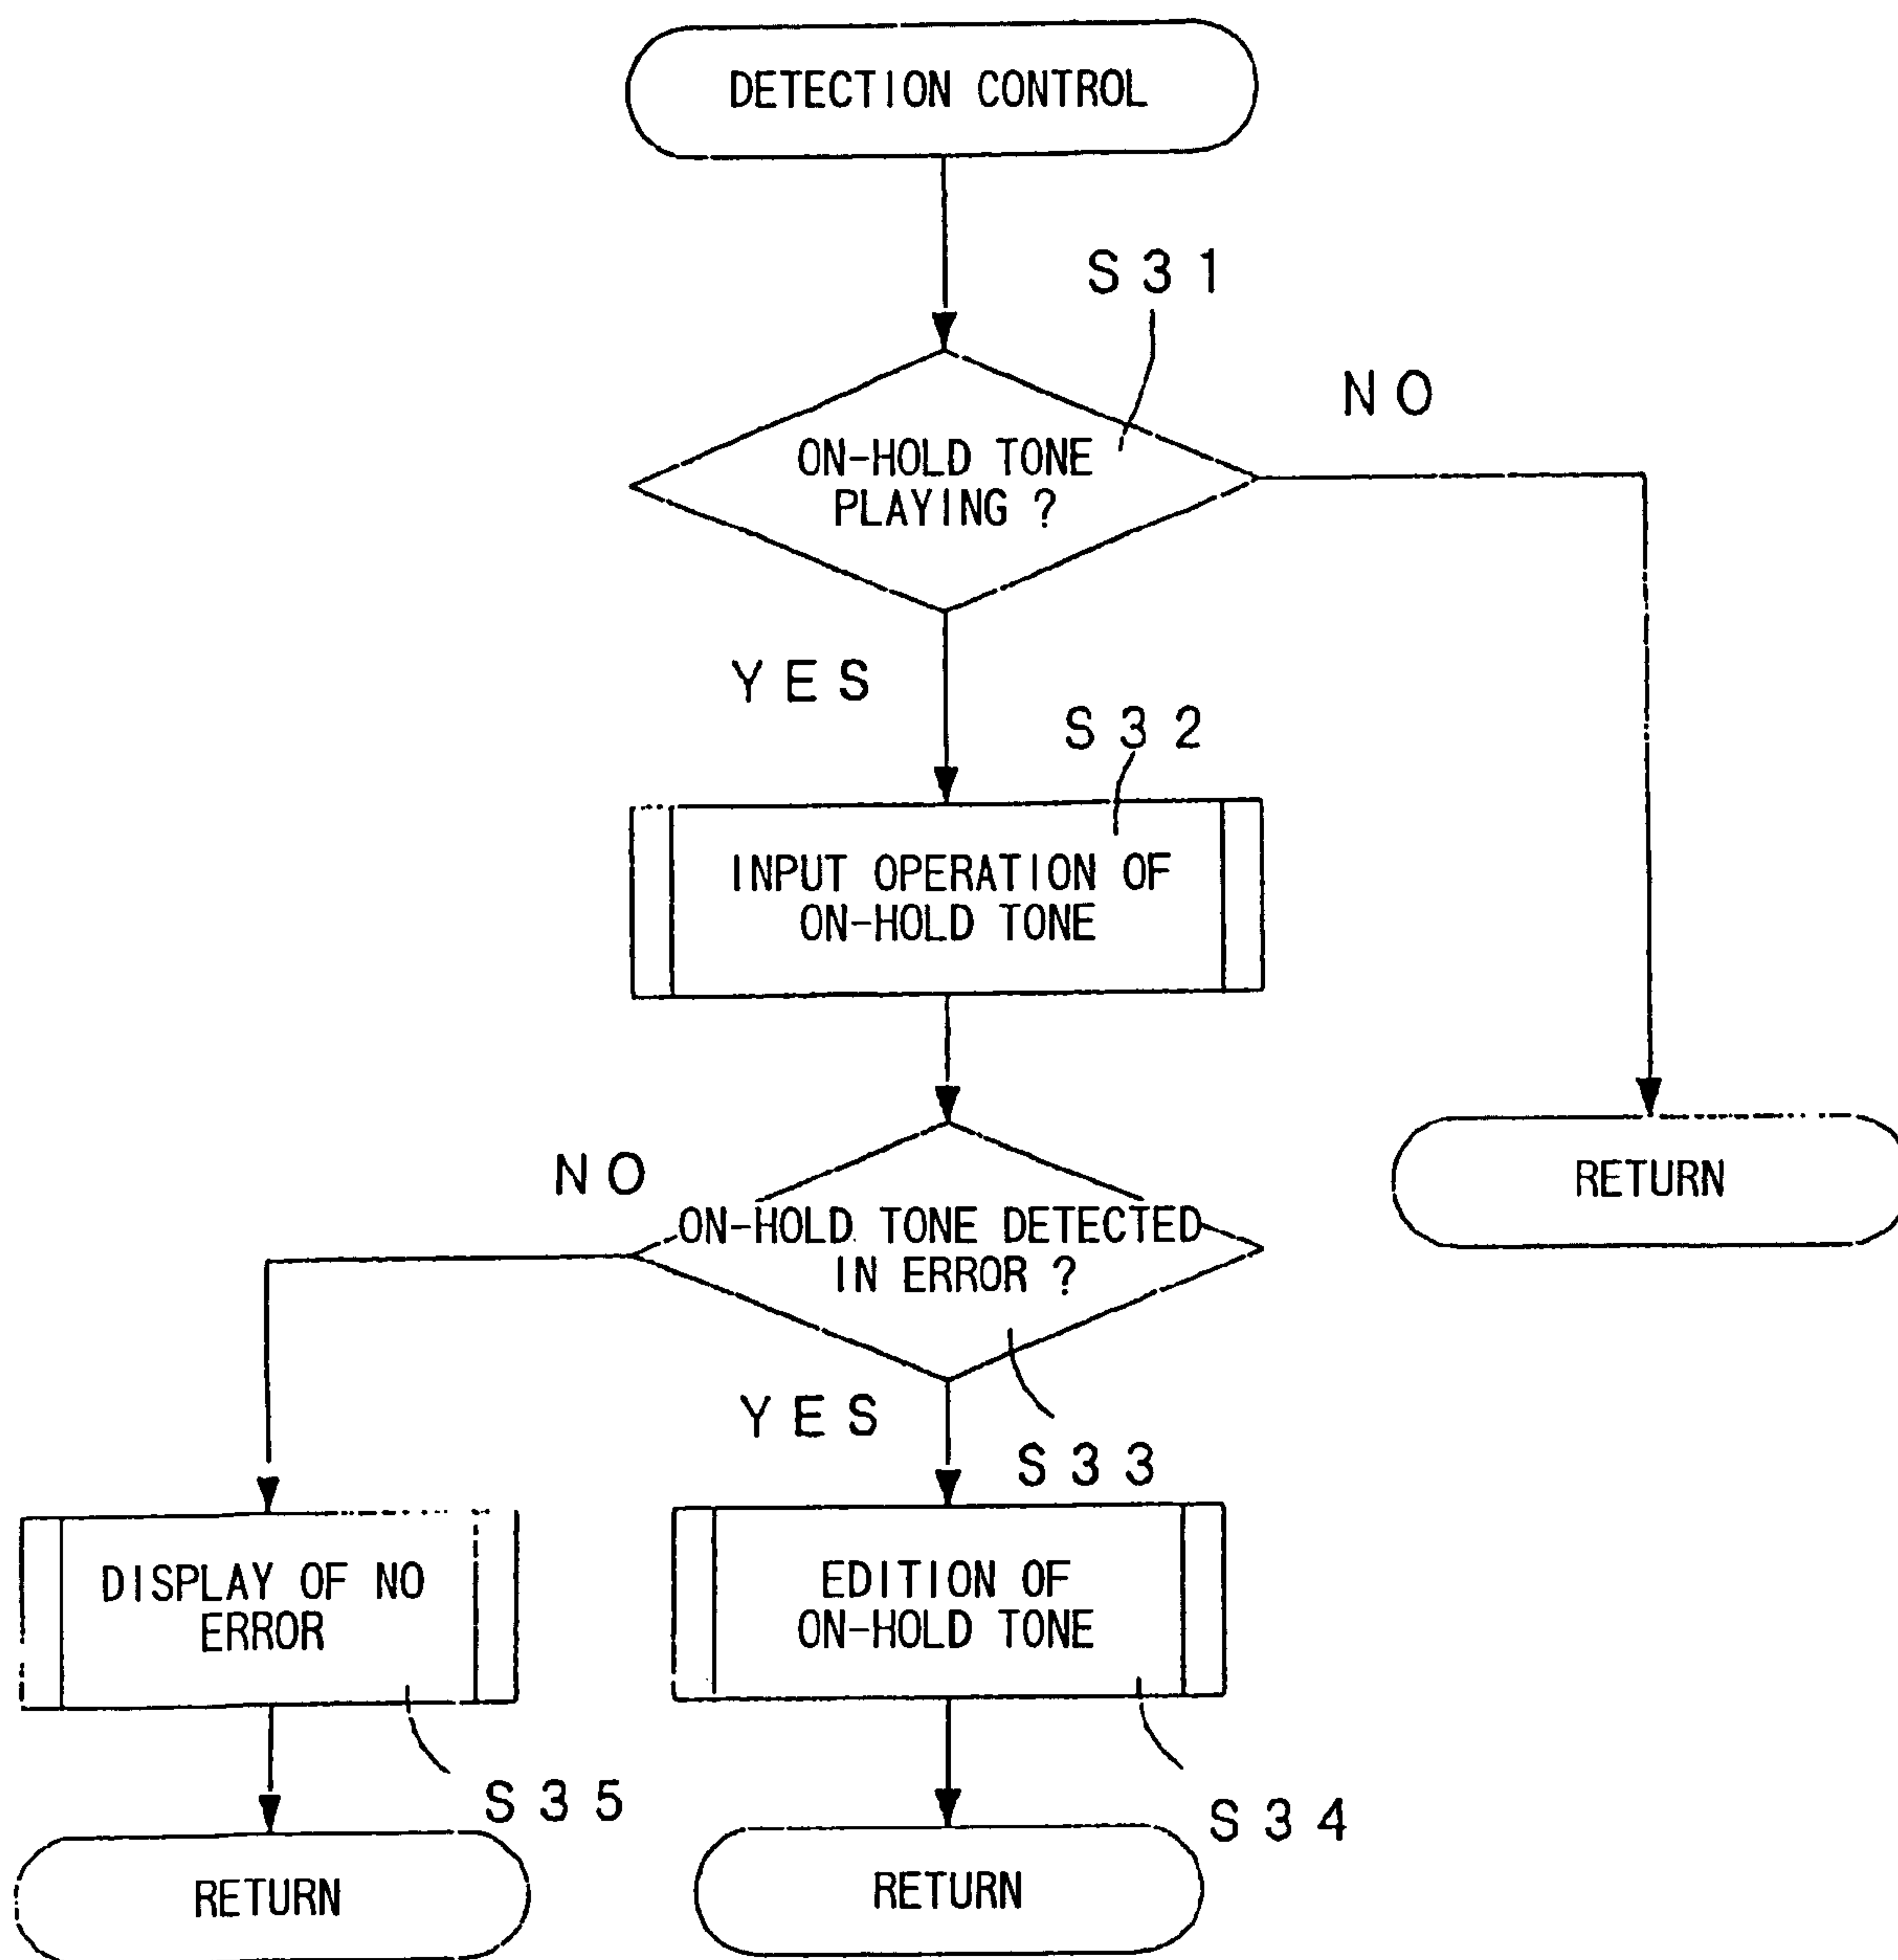 DETECTION CONTROL
S31
NO
ON-HOLD TONE
PLAYING ?
YES
S32
INPUT OPERATION OF
ON-HOLD TONE
NO
RETURN
ON-HOLD TONE DETECTED
IN ERROR ?
YES
S33
DISPLAY OF NO
ERROR
EDITION OF
ON-HOLD TONE
S35
S34
RETURN
RETURN